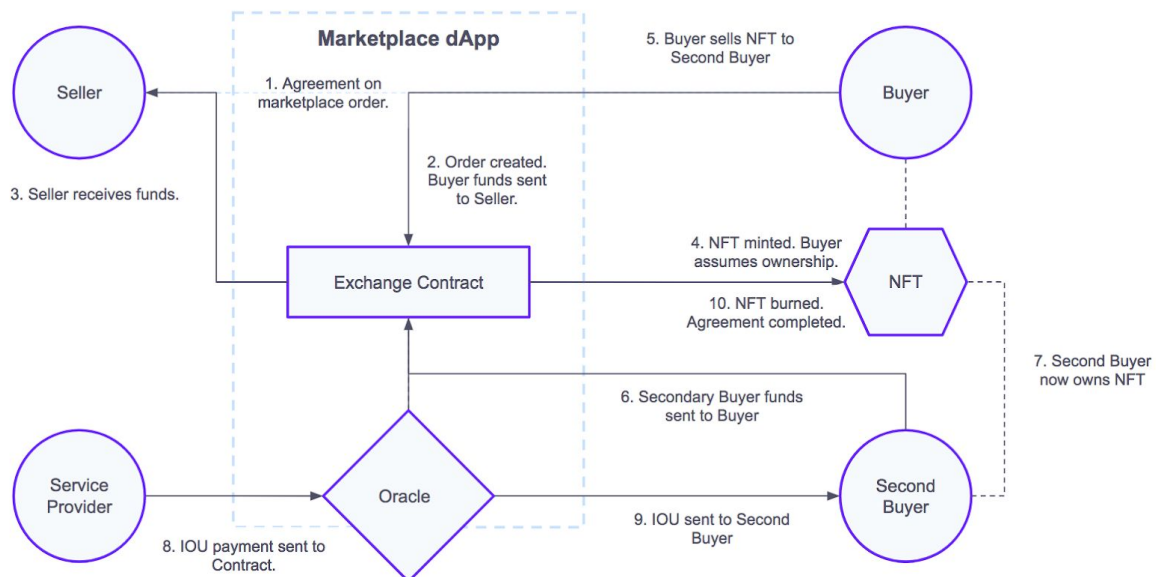 Marketplace dApp
5. Buyer sells NFT to
Second Buyer
Seller
1. Agreement on
marketplace order.
Buyer
2. Order created.
Buyer funds sent
to Seller.
3. Seller receives funds.
4. NFT minted. Buyer
assumes ownership.
Exchange Contract
NFT
10. NFT burned.
Agreement completed.
7. Second Buyer
now owns NFT
6. Secondary Buyer funds
sent to Buyer
Service
Provider
Oracle
Second
Buyer
9. IOU sent to Second
Buyer
8. IOU payment sent to
Contract.